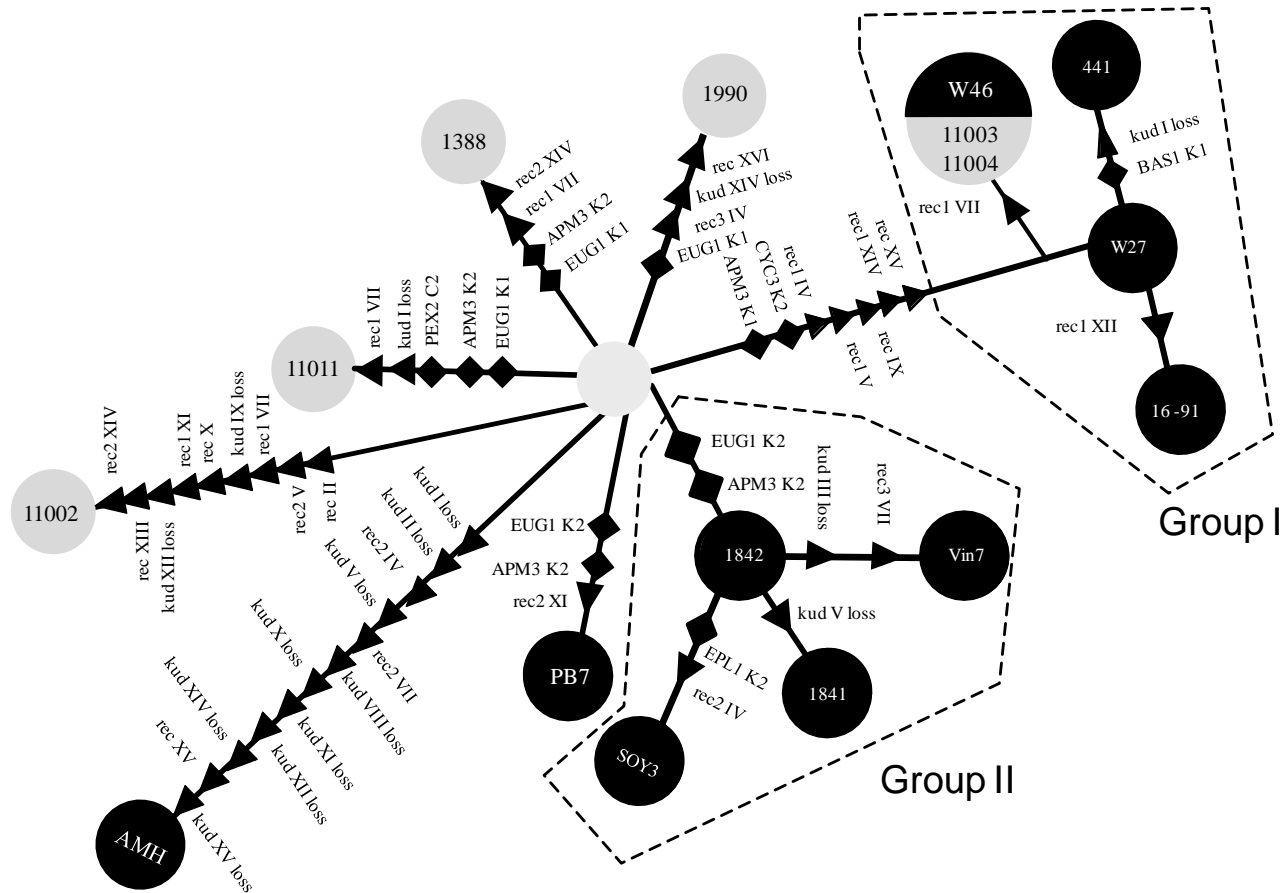 1990
rec XVI
kud XIV loss
rec3 IV
EUG1 K1
1388
rec2 XIV
rec1 VII
APM3 K2
EUG1 K1
W46
11003
11004
441
kud I loss
BAS1 K1
rec1 VII
W27
rec1 XII
16-91
Group I
rec XV
rec1 XIV
rec1 IV
CYC3 K2
APM3 K1
rec IX
rec1 V
11011
rec1 VII
kud I loss
PEX2 C2
APM3 K2
EUG1 K1
11002
rec2 XIV
rec1 XI
rec X
kud IX loss
rec1 VII
rec XIII
kud XII loss
rec2 V
rec II
kud I loss
kud II loss
rec2 IV
kud V loss
rec2 VII
kud X loss
kud VIII loss
kud XIV loss
kud XI loss
rec XV
kud XII loss
kud XV loss
AMH
EUG1 K2
APM3 K2
rec2 XI
PB7
EUG1 K2
APM3 K2
1842
kud III loss
rec3 VII
Vin7
kud V loss
1841
EPL1 K2
rec2 IV
SOY3
Group II